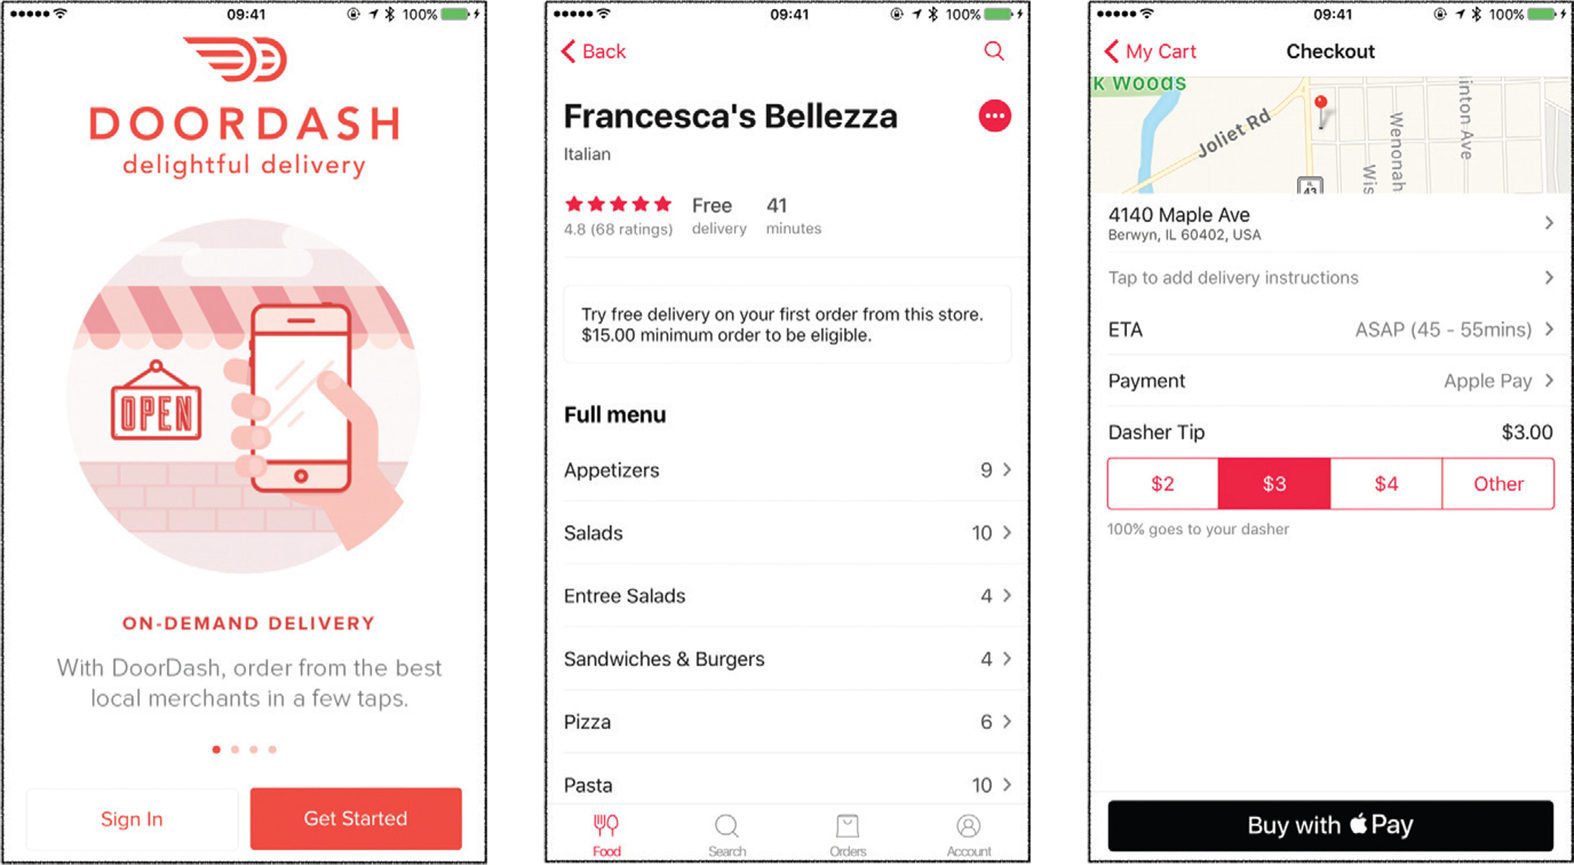 09:41
100%
DOORDASH
delightful delivery
OPEN
ON-DEMAND DELIVERY
With DoorDash, order from the best
local merchants in a few taps.
Sign In
Get Started
09:41
100%
Back
Francesca's Bellezza
Italian
Free
41
4.8 (68 ratings)
delivery
minutes
Try free delivery on your first order from this store.
$15.00 minimum order to be eligible.
Full menu
Appetizers 9
Salads 10
Entree Salads 4
Sandwiches & Burgers 4
Pizza 6
Pasta 10
Food
Search
Orders
Account
09:41
100%
My Cart
Checkout
k Woods
Joliet Rd
Wenonah
Wis
inton Ave
IL
43
4140 Maple Ave
Berwyn, IL 60402, USA
Tap to add delivery instructions
ETA ASAP (45 - 55mins)
Payment Apple Pay
Dasher Tip $3.00
$2
$3
$4
Other
100% goes to your dasher
Buy with Pay